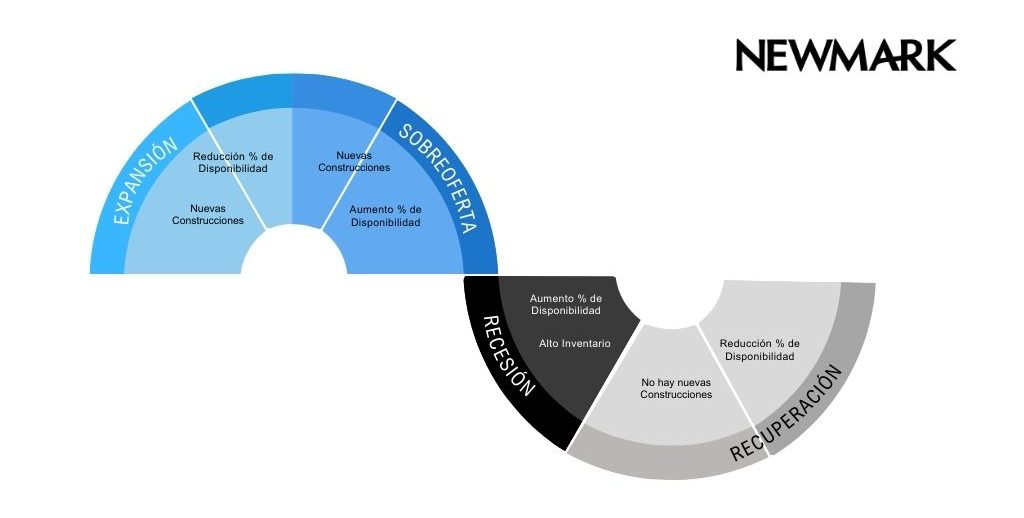 NEWMARK
EXPANSIÓN
Reducción % de
Disponibilidad
Nuevas
Construcciones
SOBREOFERTA
Nuevas
Construcciones
Aumento % de
Disponibilidad
RECESIÓN
Aumento % de
Disponibilidad
Alto Inventario
No hay nuevas
Construcciones
Reducción % de
Disponibilidad
RECUPERACIÓN